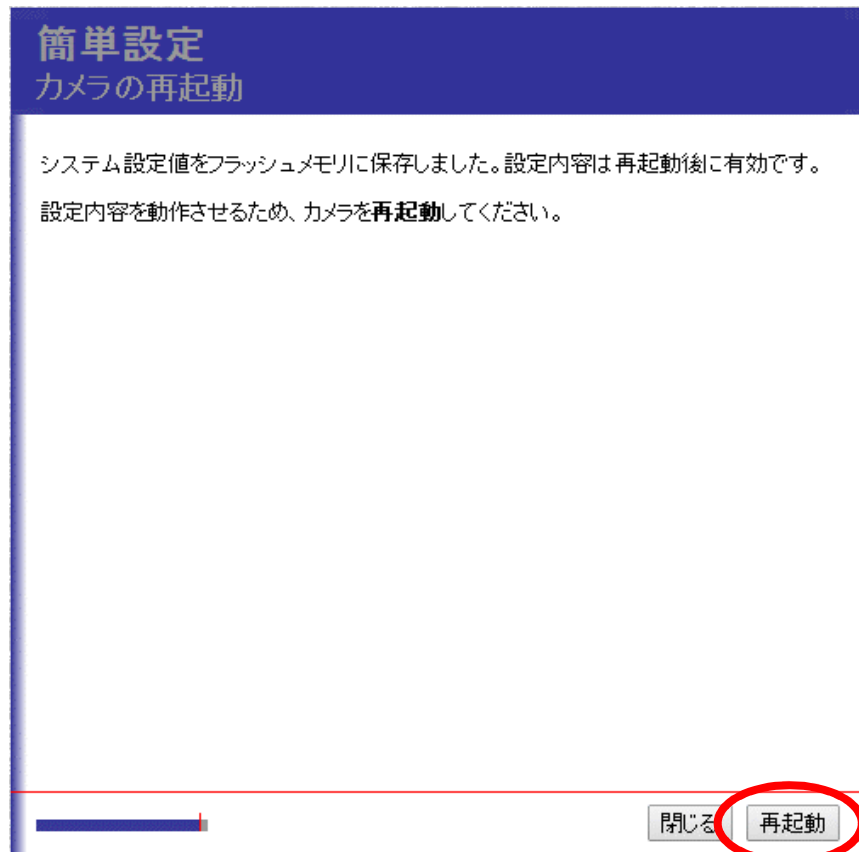 簡単設定
カメラの再起動
システム設定値をフラッシュメモリに保存しました。設定内容は再起動後に有効です。
設定内容を動作させるため、カメラを再起動してください。
閉じる 再起動